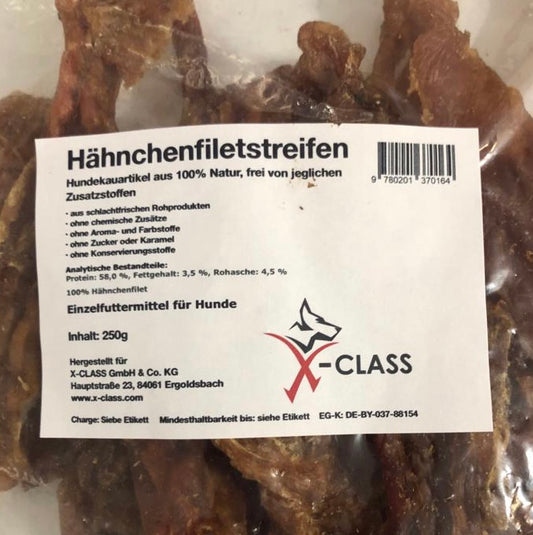 Hähnchenfiletstreifen
Hundekauartikel aus 100% Natur, frei von jeglichen
Zusatzstoffen
· aus schlachtfrischen Rohprodukten
· ohne chemische Zusätze
· ohne Aroma- und Farbstoffe
· ohne Zucker oder Karamel
· ohne Konservierungsstoffe
9 780201 370164
Analytische Bestandteile:
Protein: 58,0 %, Fettgehalt: 3,5 %, Rohasche: 4,5 %
100% Hähnchenfilet
Einzelfuttermittel für Hunde
Inhalt: 250g
X-CLASS
Hergestellt für
X-CLASS GmbH & Co. KG
Hauptstraße 23, 84061 Ergoldsbach
www.x-class.com
Charge: Siebe Etikett Mindesthaltbarkeit bis: siehe Etikett EG-K: DE-BY-037-88154